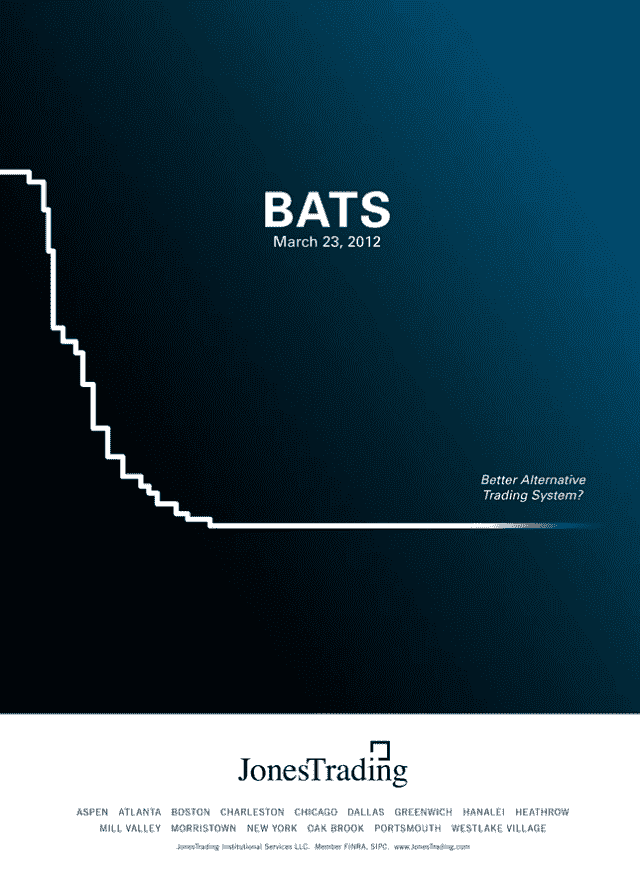 BATS
March 23, 2012
Better Alternative
Trading System?
JonesTrading
ASPEN ATLANTA BOSTON CHARLESTON CHICAGO DALLAS GREENWICH HANALEI HEATHROW
MILL VALLEY MORRISTOWN NEW YORK OAK BROOK PORTSMOUTH WESTLAKE VILLAGE
JonesTrading Institutional Services LLC. Member FINRA, SIPC. www.JonesTrading.com